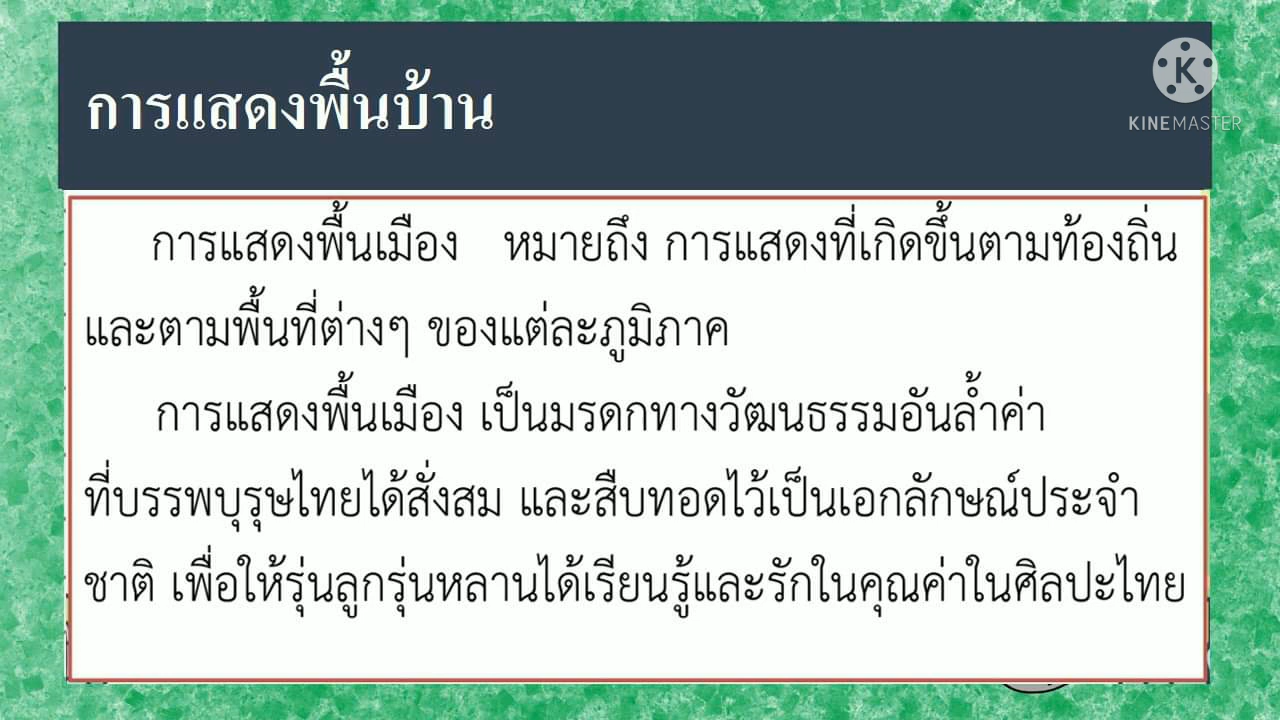 การแสดงพื้นบ้าน
KINEMASTER
การแสดงพื้นเมือง หมายถึง การแสดงที่เกิดขึ้นตามท้องถิ่น
และตามพื้นที่ต่างๆ ของแต่ละภูมิภาค
การแสดงพื้นเมือง เป็นมรดกทางวัฒนธรรมอันล้ำค่า
ที่บรรพบุรุษไทยได้สั่งสม และสืบทอดไว้เป็นเอกลักษณ์ประจำ
ชาติ เพื่อให้รุ่นลูกรุ่นหลานได้เรียนรู้และรักในคุณค่าในศิลปะไทย